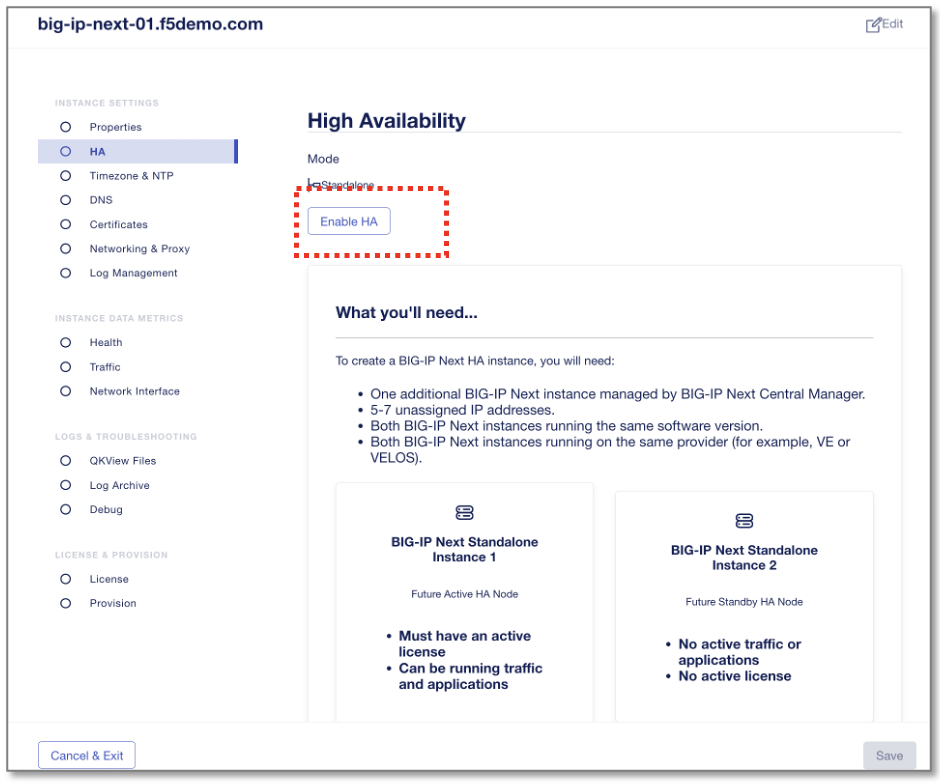 big-ip-next-01.f5demo.com
Edit
INSTANCE SETTINGS
Properties
HA
Timezone & NTP
DNS
Certificates
Networking & Proxy
Log Management
INSTANCE DATA METRICS
Health
Traffic
Network Interface
LOGS & TROUBLESHOOTING
QKView Files
Log Archive
Debug
LICENSE & PROVISION
License
Provision
High Availability
Mode
Standalone
Enable HA
What you'll need...
To create a BIG-IP Next HA instance, you will need:
• One additional BIG-IP Next instance managed by BIG-IP Next Central Manager.
• 5-7 unassigned IP addresses.
• Both BIG-IP Next instances running the same software version.
• Both BIG-IP Next instances running on the same provider (for example, VE or
VELOS).
BIG-IP Next Standalone
Instance 1
Future Active HA Node
• Must have an active
license
• Can be running traffic
and applications
BIG-IP Next Standalone
Instance 2
Future Standby HA Node
• No active traffic or
applications
• No active license
Cancel & Exit
Save